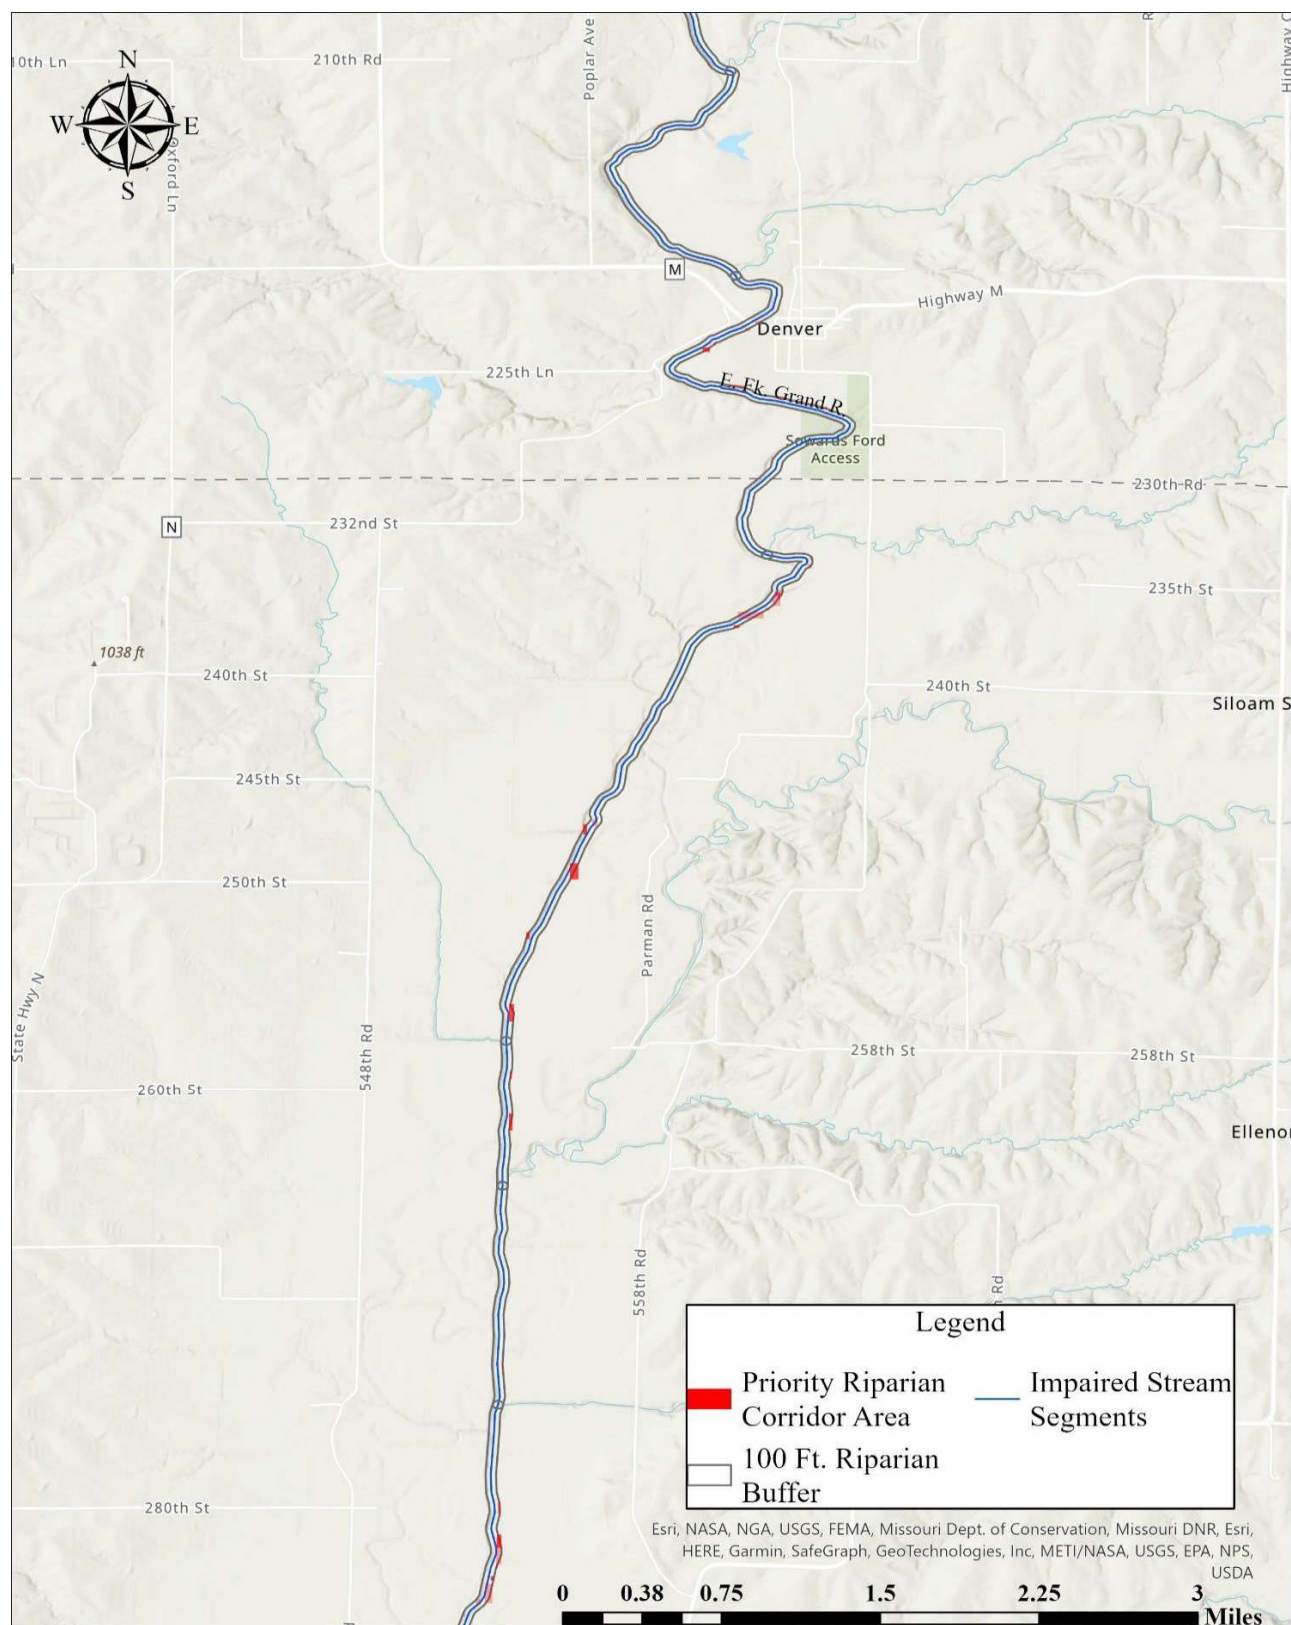 10th Ln
210th Rd
Poplar Ave
Highway
N
W
E
S
Oxford Ln
M
Highway M
Denver
225th Ln
E. Fk. Grand R.
Sowards Ford
Access
230th Rd
N
232nd St
235th St
1038 ft
240th St
240th St
Siloam S
245th St
250th St
Parman Rd
State Hwy N
548th Rd
258th St
258th St
260th St
Elleno
558th Rd
Rd
Legend
Priority Riparian
Corridor Area
Impaired Stream
Segments
100 Ft. Riparian
Buffer
280th St
Esri, NASA, NGA, USGS, FEMA, Missouri Dept. of Conservation, Missouri DNR, Esri,
HERE, Garmin, SafeGraph, GeoTechnologies, Inc, METI/NASA, USGS, EPA, NPS,
USDA
0 0.38 0.75 1.5 2.25 3
Miles